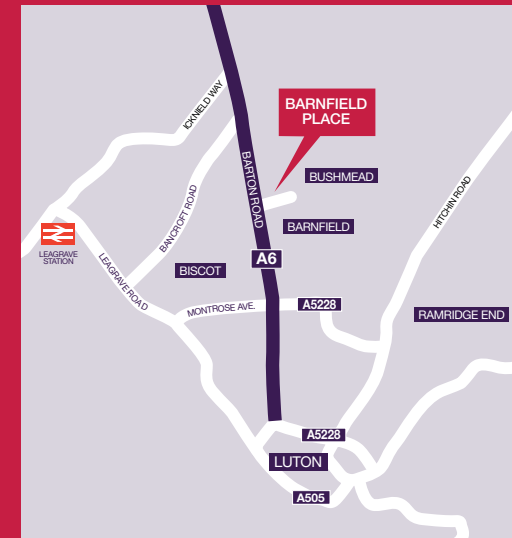 ICKNIELD WAY
BARNFIELD
PLACE
BARTON ROAD
BUSHMEAD
HITCHIN ROAD
BANCROFT ROAD
BARNFIELD
LEAGRAVE
STATION
A6
BISCOT
LEAGRAVE ROAD
MONTROSE AVE.
A5228
RAMRIDGE END
A5228
LUTON
A505